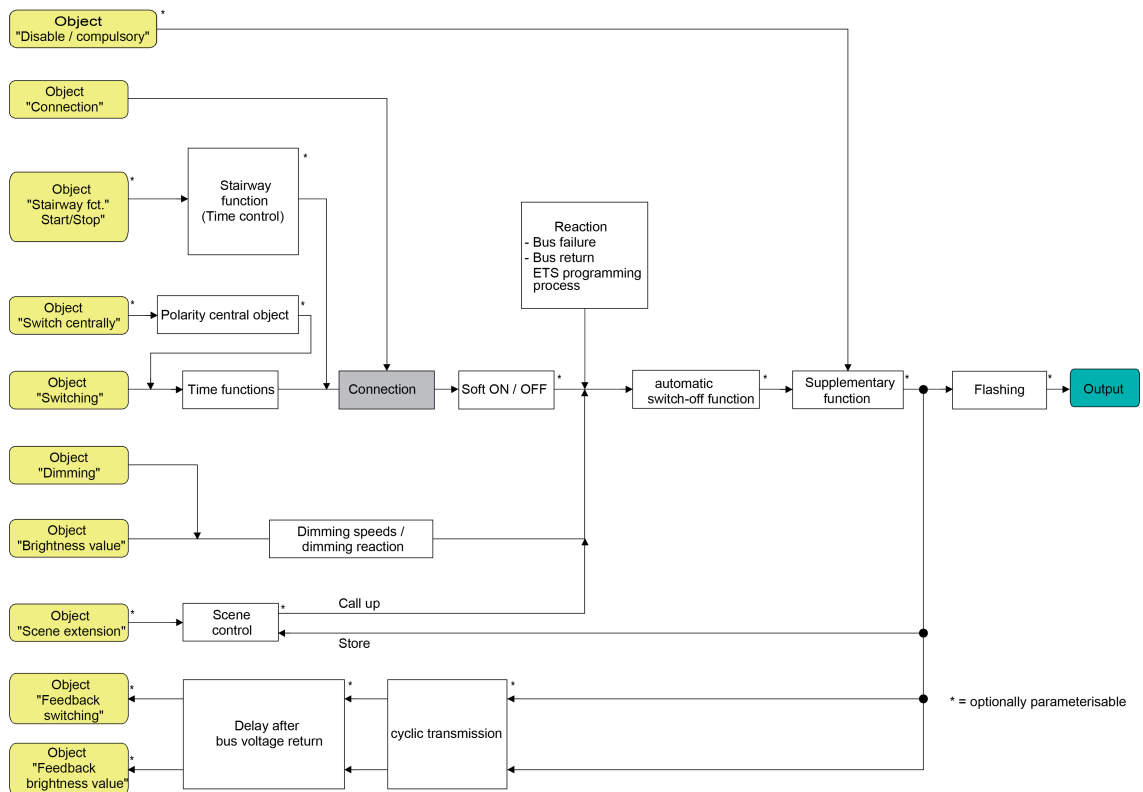 Object
"Disable / compulsory"
*
Object
"Connection"
Object
"Stairway fct."
Start/Stop"
*
Stairway
function
(Time control)
*
Reaction
- Bus failure
- Bus return
ETS programming
process
Object
"Switch centrally"
*
Polarity central object
*
Object
"Switching"
Time functions
Connection
Soft ON / OFF
*
automatic
switch-off function
*
Supplementary
function
*
Flashing
*
Output
Object
"Dimming"
Object
"Brightness value"
Dimming speeds /
dimming reaction
Object
"Scene extension"
*
Scene
control
*
Call up
Store
Object
"Feedback
switching"
*
Delay after
bus voltage return
*
cyclic transmission
*
* = optionally parameterisable
Object
"Feedback
brightness value"
*